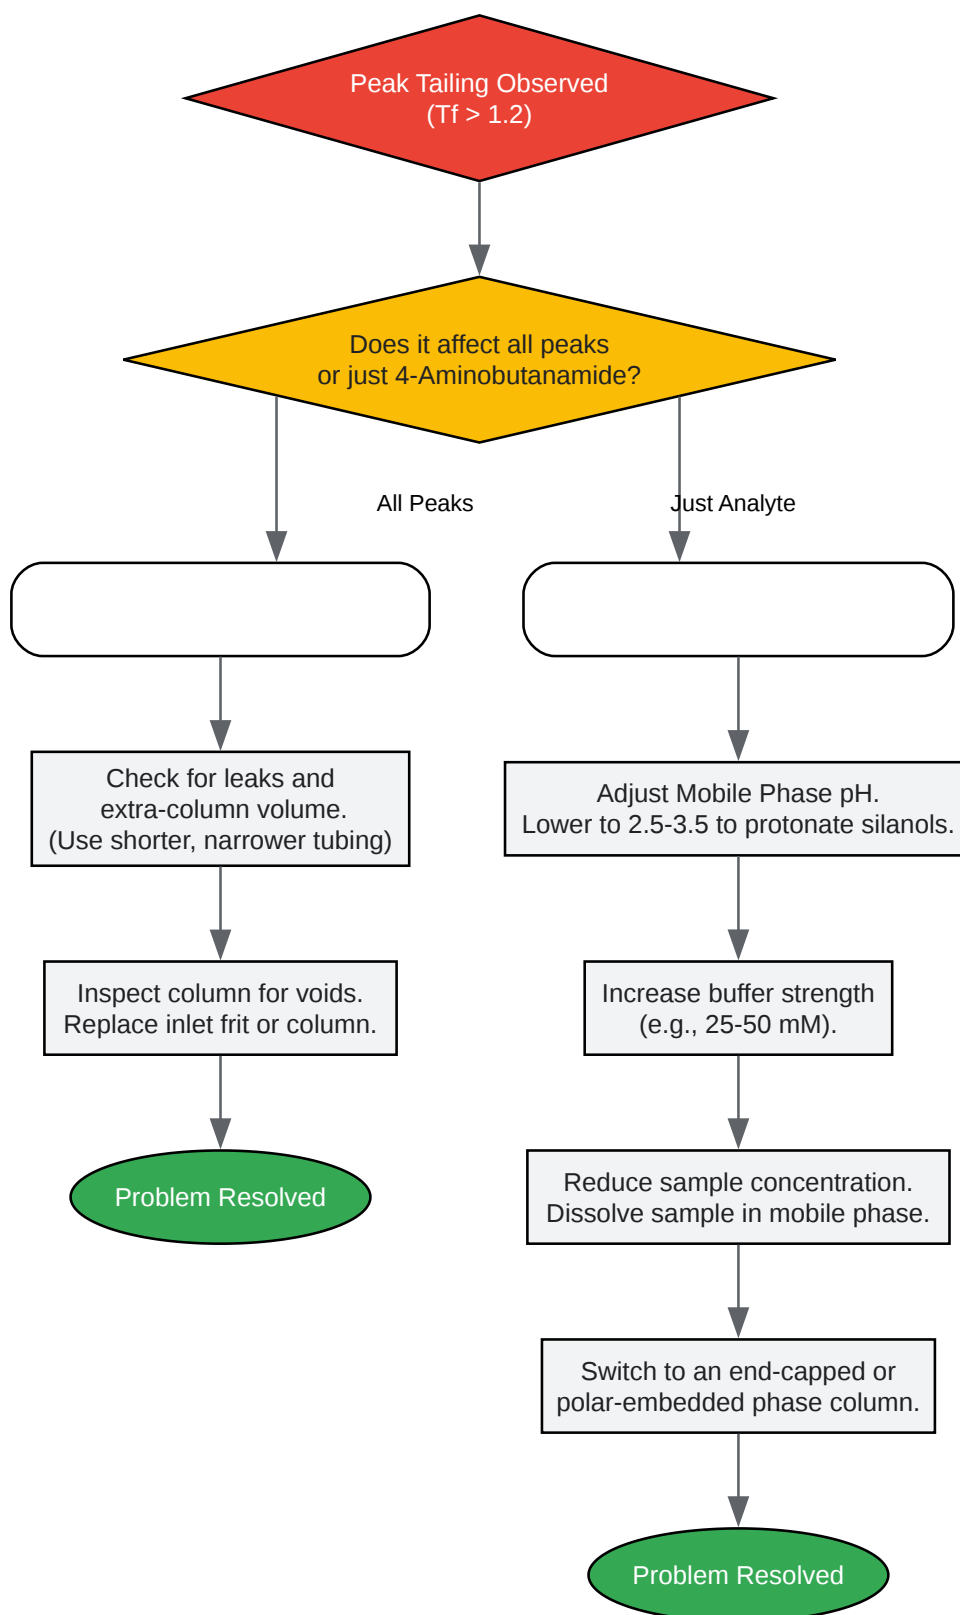 Peak Tailing Observed
(Tf > 1.2)
Does it affect all peaks
or just 4-Aminobutanamide?
All Peaks
Just Analyte
Check for leaks and
extra-column volume.
(Use shorter, narrower tubing)
Inspect column for voids.
Replace inlet frit or column.
Problem Resolved
Adjust Mobile Phase pH.
Lower to 2.5-3.5 to protonate silanols.
Increase buffer strength
(e.g., 25-50 mM).
Reduce sample concentration.
Dissolve sample in mobile phase.
Switch to an end-capped or
polar-embedded phase column.
Problem Resolved